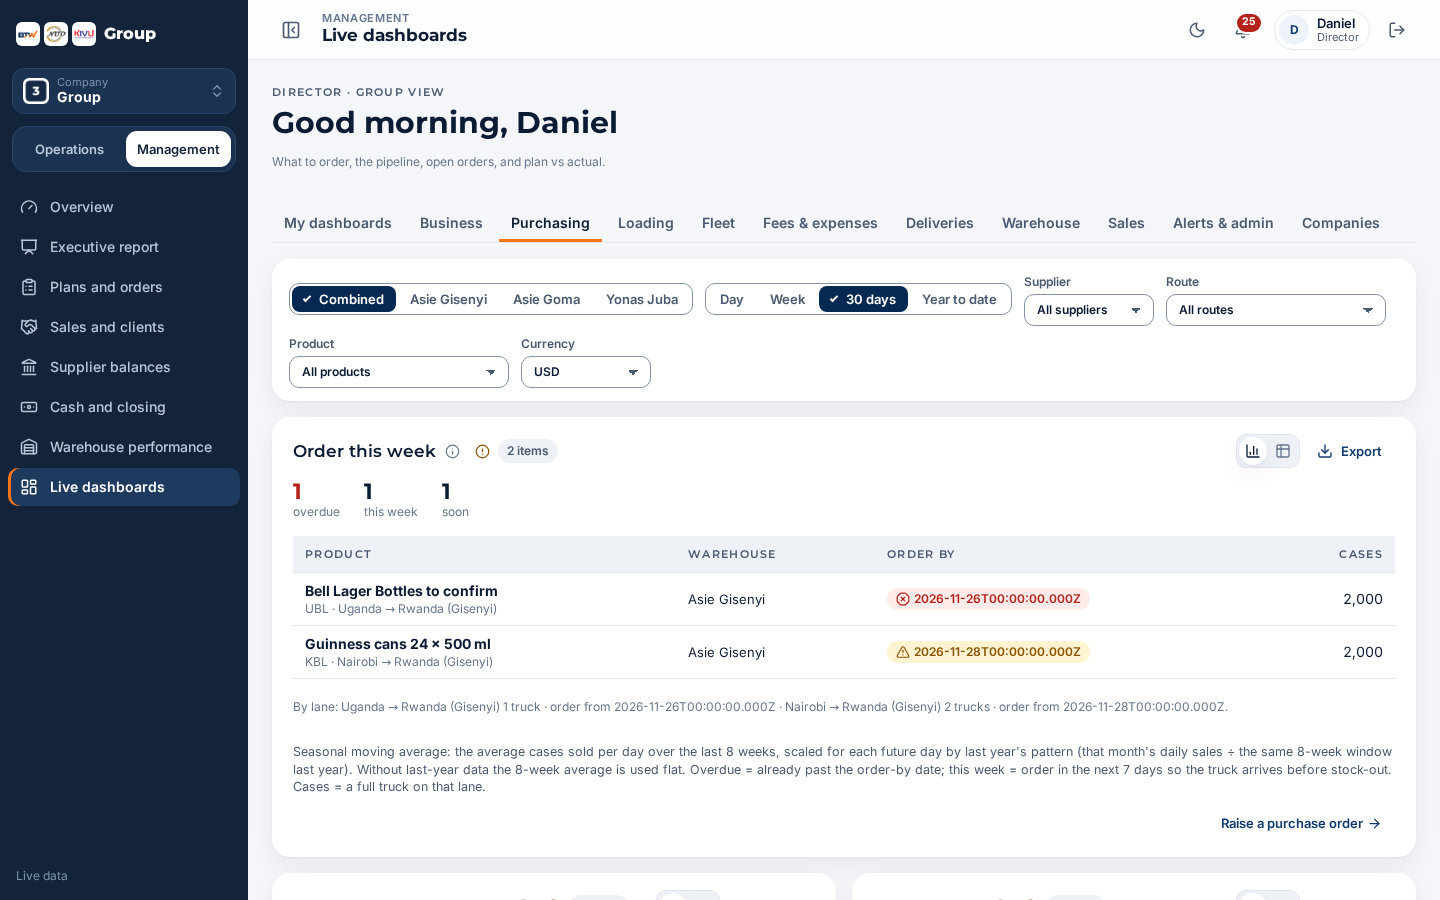 BTW NTD KIVU Group
Company
3 Group
Operations Management
Overview
Executive report
Plans and orders
Sales and clients
Supplier balances
Cash and closing
Warehouse performance
Live dashboards
Live data
MANAGEMENT
Live dashboards
25
D Daniel
Director
DIRECTOR · GROUP VIEW
Good morning, Daniel
What to order, the pipeline, open orders, and plan vs actual.
My dashboards Business Purchasing Loading Fleet Fees & expenses Deliveries Warehouse Sales Alerts & admin Companies
Combined Asie Gisenyi Asie Goma Yonas Juba
Day Week 30 days Year to date
Supplier
All suppliers
Route
All routes
Product
All products
Currency
USD
Order this week 2 items
Export
1 1 1
overdue this week soon
PRODUCT WAREHOUSE ORDER BY CASES
Bell Lager Bottles to confirm
UBL · Uganda → Rwanda (Gisenyi)
Asie Gisenyi 2026-11-26T00:00:00.000Z 2,000
Guinness cans 24 × 500 ml
KBL · Nairobi → Rwanda (Gisenyi)
Asie Gisenyi 2026-11-28T00:00:00.000Z 2,000
By lane: Uganda → Rwanda (Gisenyi) 1 truck · order from 2026-11-26T00:00:00.000Z · Nairobi → Rwanda (Gisenyi) 2 trucks · order from 2026-11-28T00:00:00.000Z.
Seasonal moving average: the average cases sold per day over the last 8 weeks, scaled for each future day by last year's pattern (that month's daily sales ÷ the same 8-week window
last year). Without last-year data the 8-week average is used flat. Overdue = already past the order-by date; this week = order in the next 7 days so the truck arrives before stock-out.
Cases = a full truck on that lane.
Raise a purchase order →